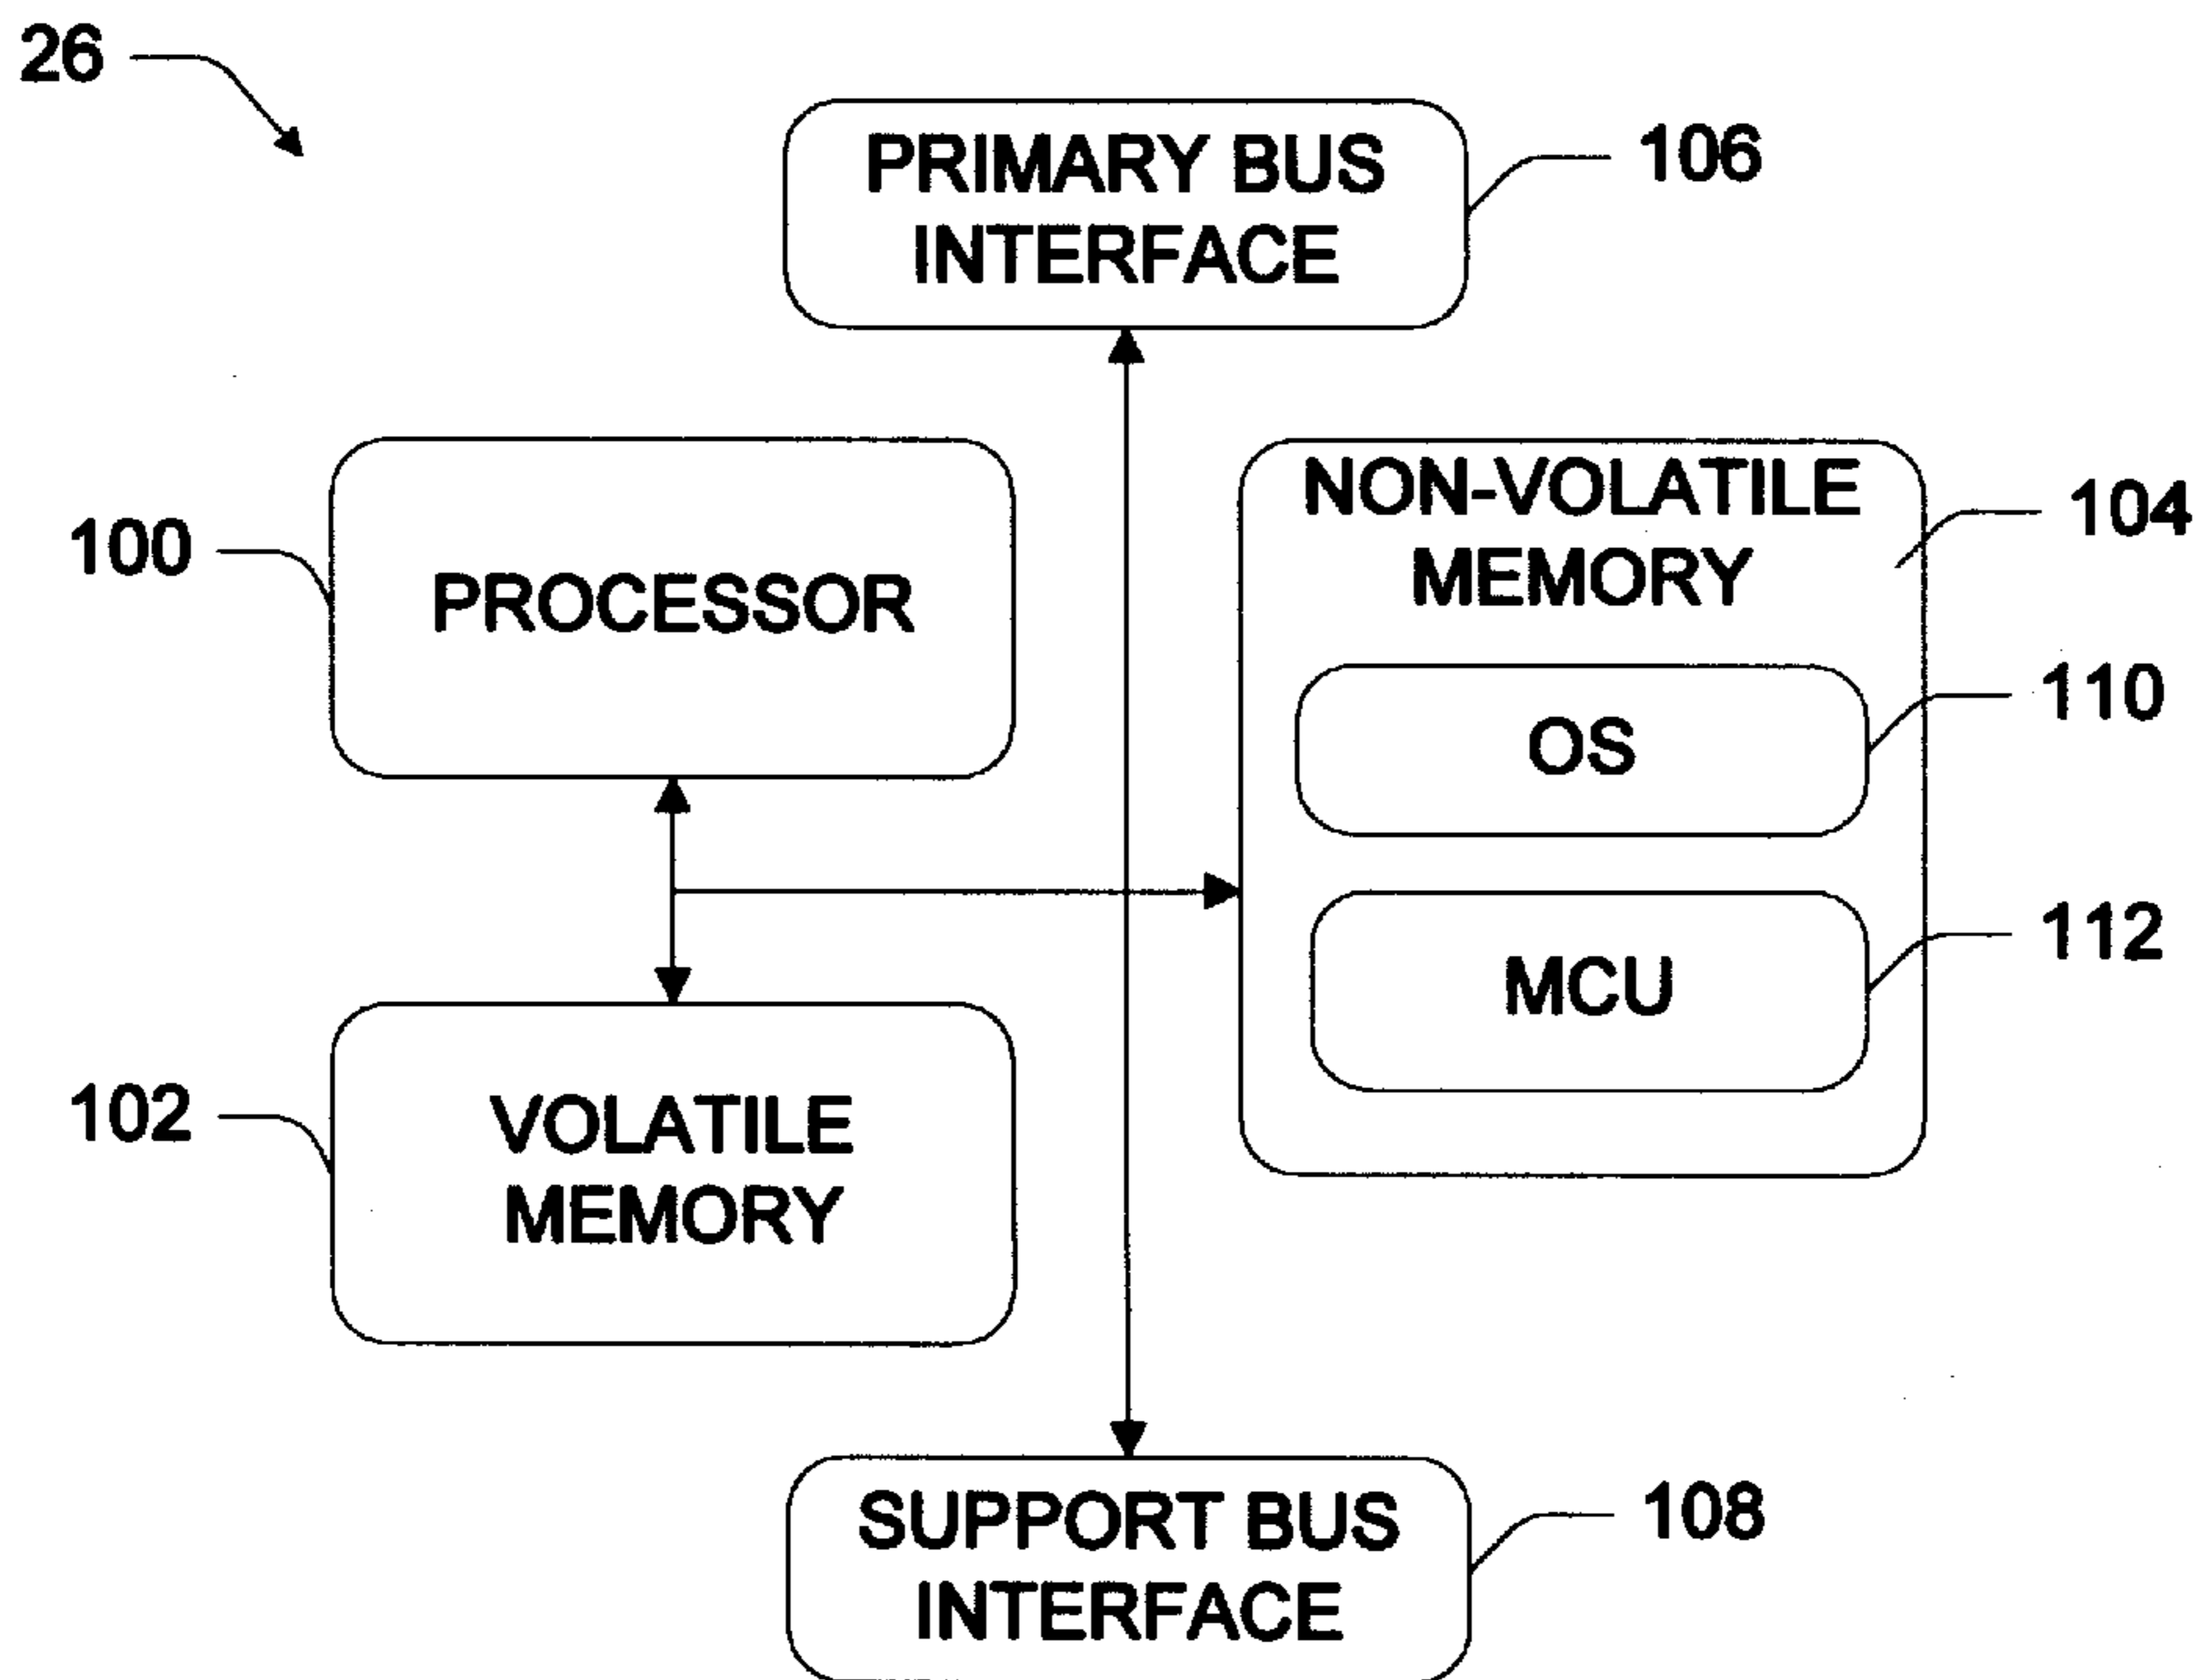 26
PRIMARY BUS
INTERFACE
106
100
PROCESSOR
NON-VOLATILE
MEMORY
104
OS
110
MCU
112
102
VOLATILE
MEMORY
SUPPORT BUS
INTERFACE
108